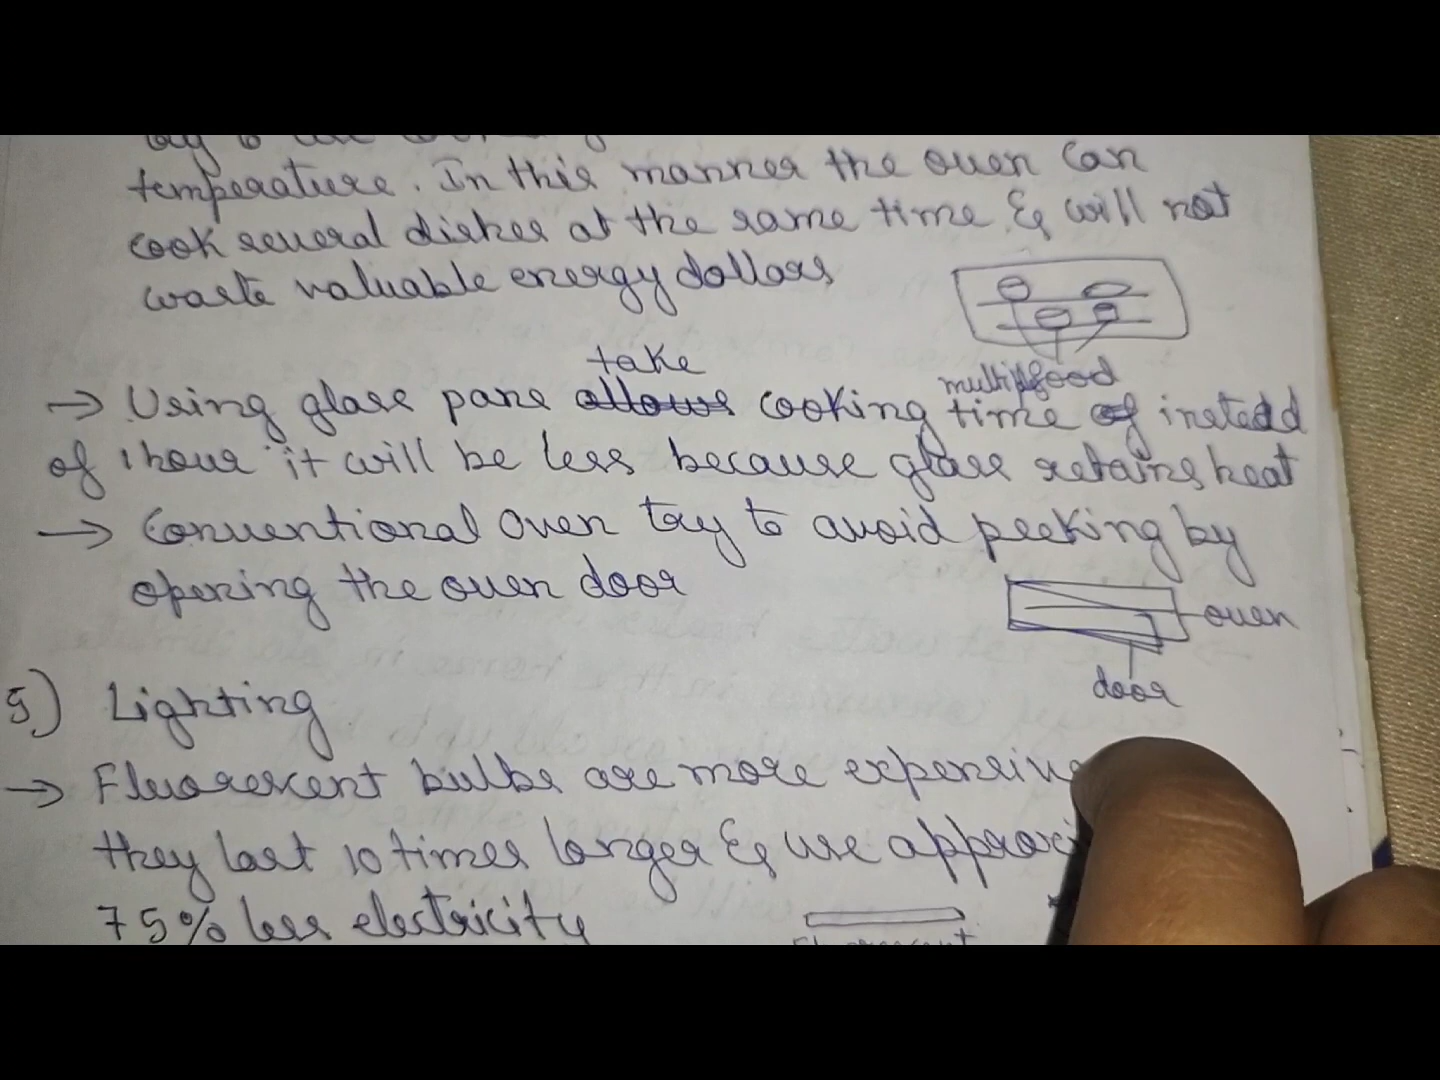 temperature. In this manner the oven can
cook several dishes at the same time & will not
waste valuable energy dollars
take
multi food
→ Using glass pans allows cooking time of instead
of 1 hour it will be less because glass retains heat
→ Conventional Oven try to avoid peeking by
opening the oven door
oven
door
5) Lighting
→ Fluorescent bulbs are more expensive
they last 10 times longer & use
75% less electricity